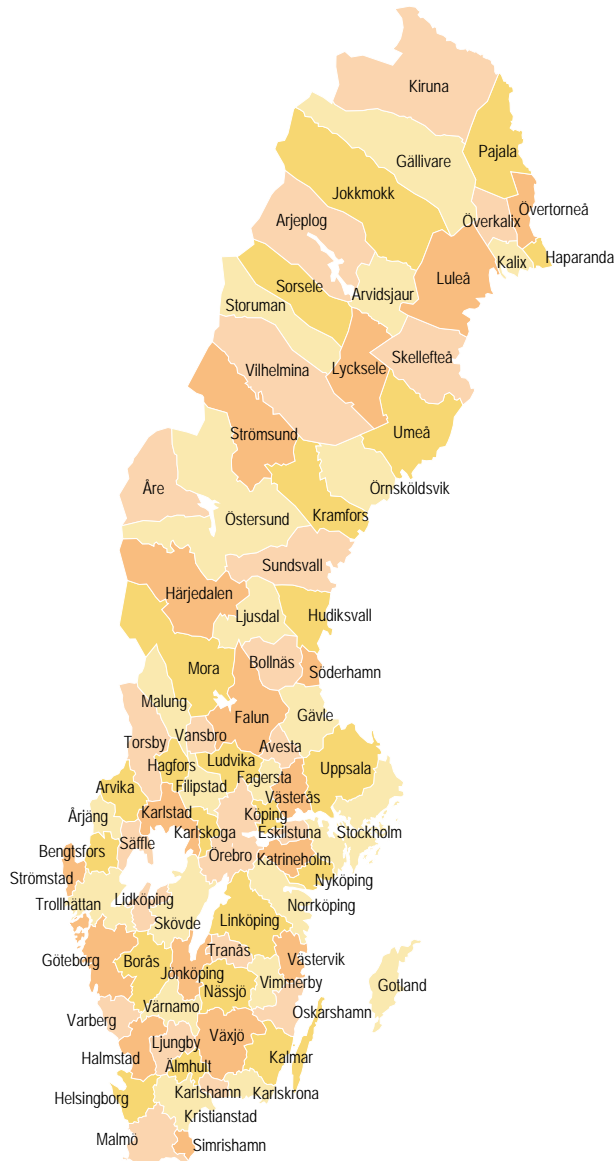 Kiruna
Pajala
Gällivare
Jokkmokk
Övertorneå
Arjeplog
Överkalix
Haparanda
Kalix
Luleå
Sorsele
Arvidsjaur
Storuman
Skellefteå
Vilhelmina
Lycksele
Umeå
Strömsund
Åre
Örnsköldsvik
Östersund
Kramfors
Sundsvall
Härjedalen
Ljusdal
Hudiksvall
Bollnäs
Mora
Söderhamn
Malung
Falun
Gävle
Vansbro
Torsby
Avesta
Ludvika
Hagfors
Uppsala
Fagersta
Arvika
Filipstad
Västerås
Årjäng
Karlstad
Köping
Karlskoga
Eskilstuna
Stockholm
Säffle
Bengtsfors
Örebro
Katrineholm
Strömstad
Nyköping
Lidköping
Trollhättan
Norrköping
Skövde
Linköping
Göteborg
Borås
Tranås
Västervik
Jönköping
Vimmerby
Gotland
Nässjö
Värnamo
Oskarshamn
Varberg
Växjö
Ljungby
Halmstad
Kalmar
Älmhult
Karlshamn
Karlskrona
Helsingborg
Kristianstad
Malmö
Simrishamn